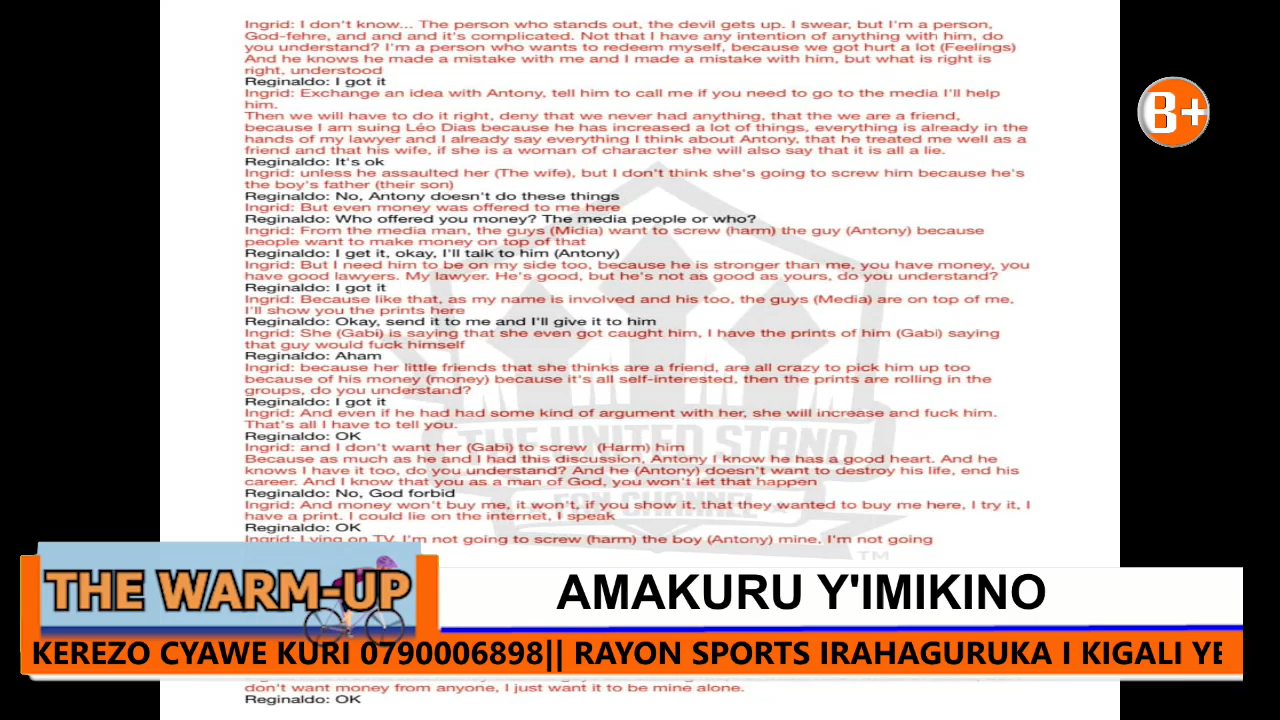 Ingrid: I don't know... The person who stands out, the devil gets up. I swear, but I'm a person,
God-fehre, and and and it's complicated. Not that I have any intention of anything with him, do
you understand? I'm a person who wants to redeem myself, because we got hurt a lot (Feelings)
And he knows he made a mistake with me and I made a mistake with him, but what is right is
right, understood
Reginaldo: I got it
Ingrid: Exchange an idea with Antony, tell him to call me if you need to go to the media I'll help
him.
Then we will have to do it right, deny that we never had anything, that the we are a friend,
because I am suing Léo Dias because he has increased a lot of things, everything is already in the
hands of my lawyer and I already say everything I think about Antony, that he treated me well as a
friend and that his wife, if she is a woman of character she will also say that it is all a lie.
Reginaldo: It's ok
Ingrid: unless he assaulted her (The wife), but I don't think she's going to screw him because he's
the boy's father (their son)
Reginaldo: No, Antony doesn't do these things
Ingrid: But even money was offered to me here
Reginaldo: Who offered you money? The media people or who?
Ingrid: From the media man, the guys (Midia) want to screw (harm) the guy (Antony) because
people want to make money on top of that
Reginaldo: I get it, okay, I'll talk to him (Antony)
Ingrid: But I need him to be on my side too, because he is stronger than me, you have money, you
have good lawyers. My lawyer. He's good, but he's not as good as yours, do you understand?
Reginaldo: I got it
Ingrid: Because like that, as my name is involved and his too, the guys (Media) are on top of me,
I'll show you the prints here
Reginaldo: Okay, send it to me and I'll give it to him
Ingrid: She (Gabi) is saying that she even got caught him, I have the prints of him (Gabi) saying
that guy would fuck himself
Reginaldo: Aham
Ingrid: because her little friends that she thinks are a friend, are all crazy to pick him up too
because of his money (money) because it's all self-interested, then the prints are rolling in the
groups, do you understand?
Reginaldo: I got it
Ingrid: And even if he had had some kind of argument with her, she will increase and fuck him.
That's all I have to tell you.
Reginaldo: OK
Ingrid: and I don't want her (Gabi) to screw (Harm) him
Because as much as he and I had this discussion, Antony I know he has a good heart. And he
knows I have it too, do you understand? And he (Antony) doesn't want to destroy his life, end his
career. And I know that you as a man of God, you won't let that happen
Reginaldo: No, God forbid
Ingrid: And money won't buy me, it won't, if you show it, that they wanted to buy me here, I try it, I
have a print. I could lie on the internet, I speak
Reginaldo: OK
Ingrid: Lying on TV, I'm not going to screw (harm) the boy (Antony) mine, I'm not going
don't want money from anyone, I just want it to be mine alone.
Reginaldo: OK
THE UNITED STAND
FAN CHANNEL
TM
B+
THE WARM-UP
AMAKURU Y'IMIKINO
KEREZO CYAWE KURI 0790006898|| RAYON SPORTS IRAHAGURUKA I KIGALI YE